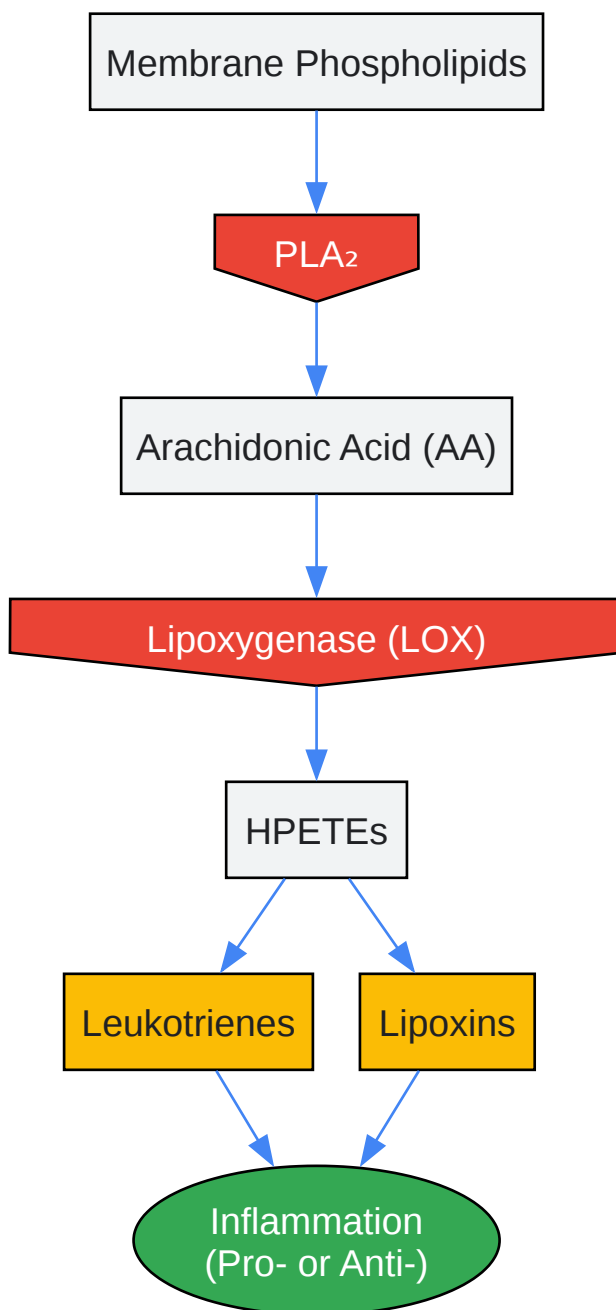 Membrane Phospholipids
PLA₂
Arachidonic Acid (AA)
Lipoxygenase (LOX)
HPETEs
Leukotrienes
Lipoxins
Inflammation
(Pro- or Anti-)